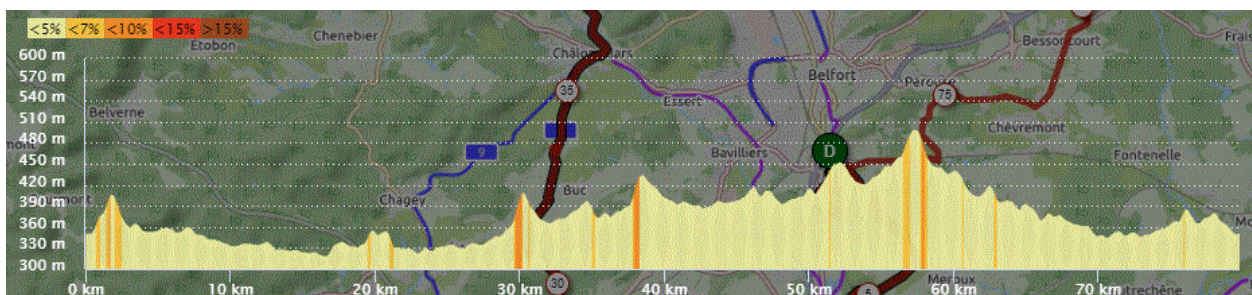 <5% <7% <10% <15% >15%
Etobon
Chenebier
Bessoncourt
600 m
570 m
Belfort
Pérouse
540 m
35
75
Essert
Belverne
510 m
Chèvremont
480 m
9
Bavilliers
D
Fontenelle
450 m
420 m
Buc
390 m
Chagey
360 m
330 m
300 m
30
5
Meroux
0 km 10 km 20 km 30 km 40 km 50 km 60 km 70 km